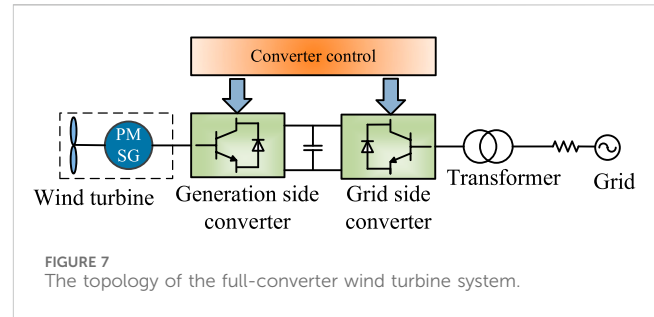 Converter control
PM
SG
Wind turbine
Generation side
converter
Grid side
converter
Transformer
Grid
FIGURE 7
The topology of the full-converter wind turbine system.